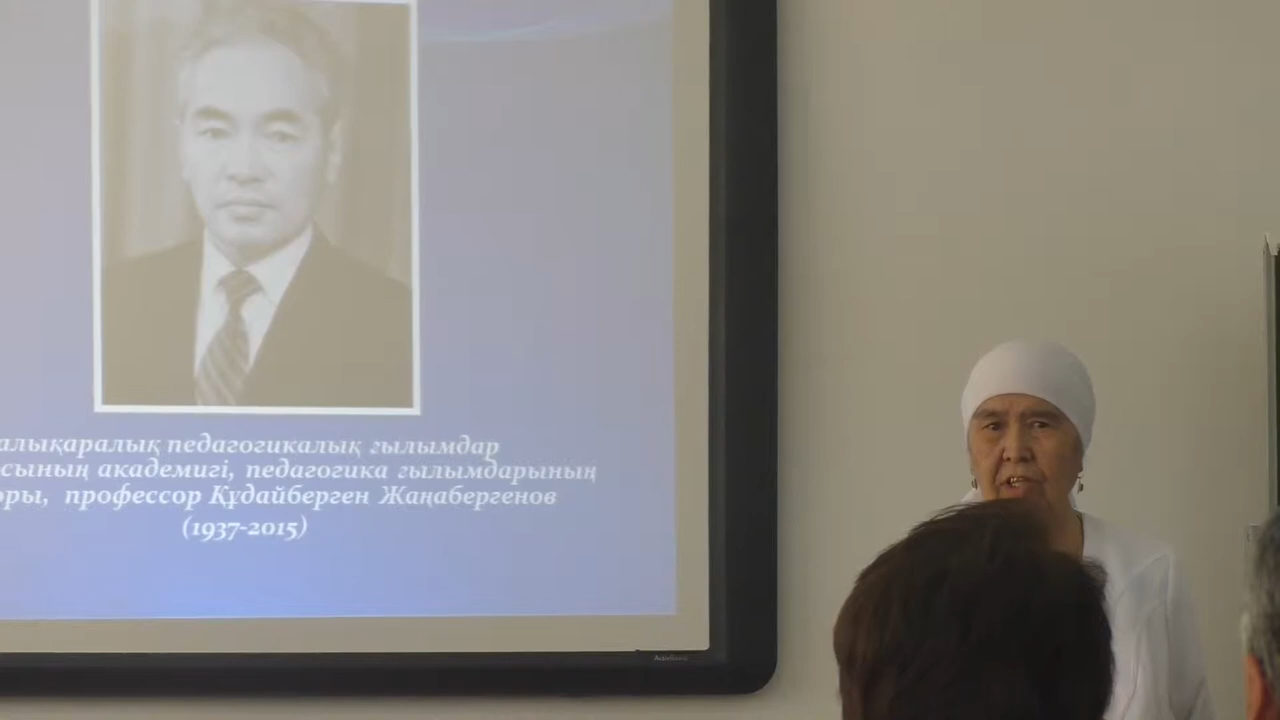 алықаралық педагогикалық ғылымдар
сының академигі, педагогика ғылымдарының
оры, профессор Құдайберген Жаңабергенов
(1937-2015)